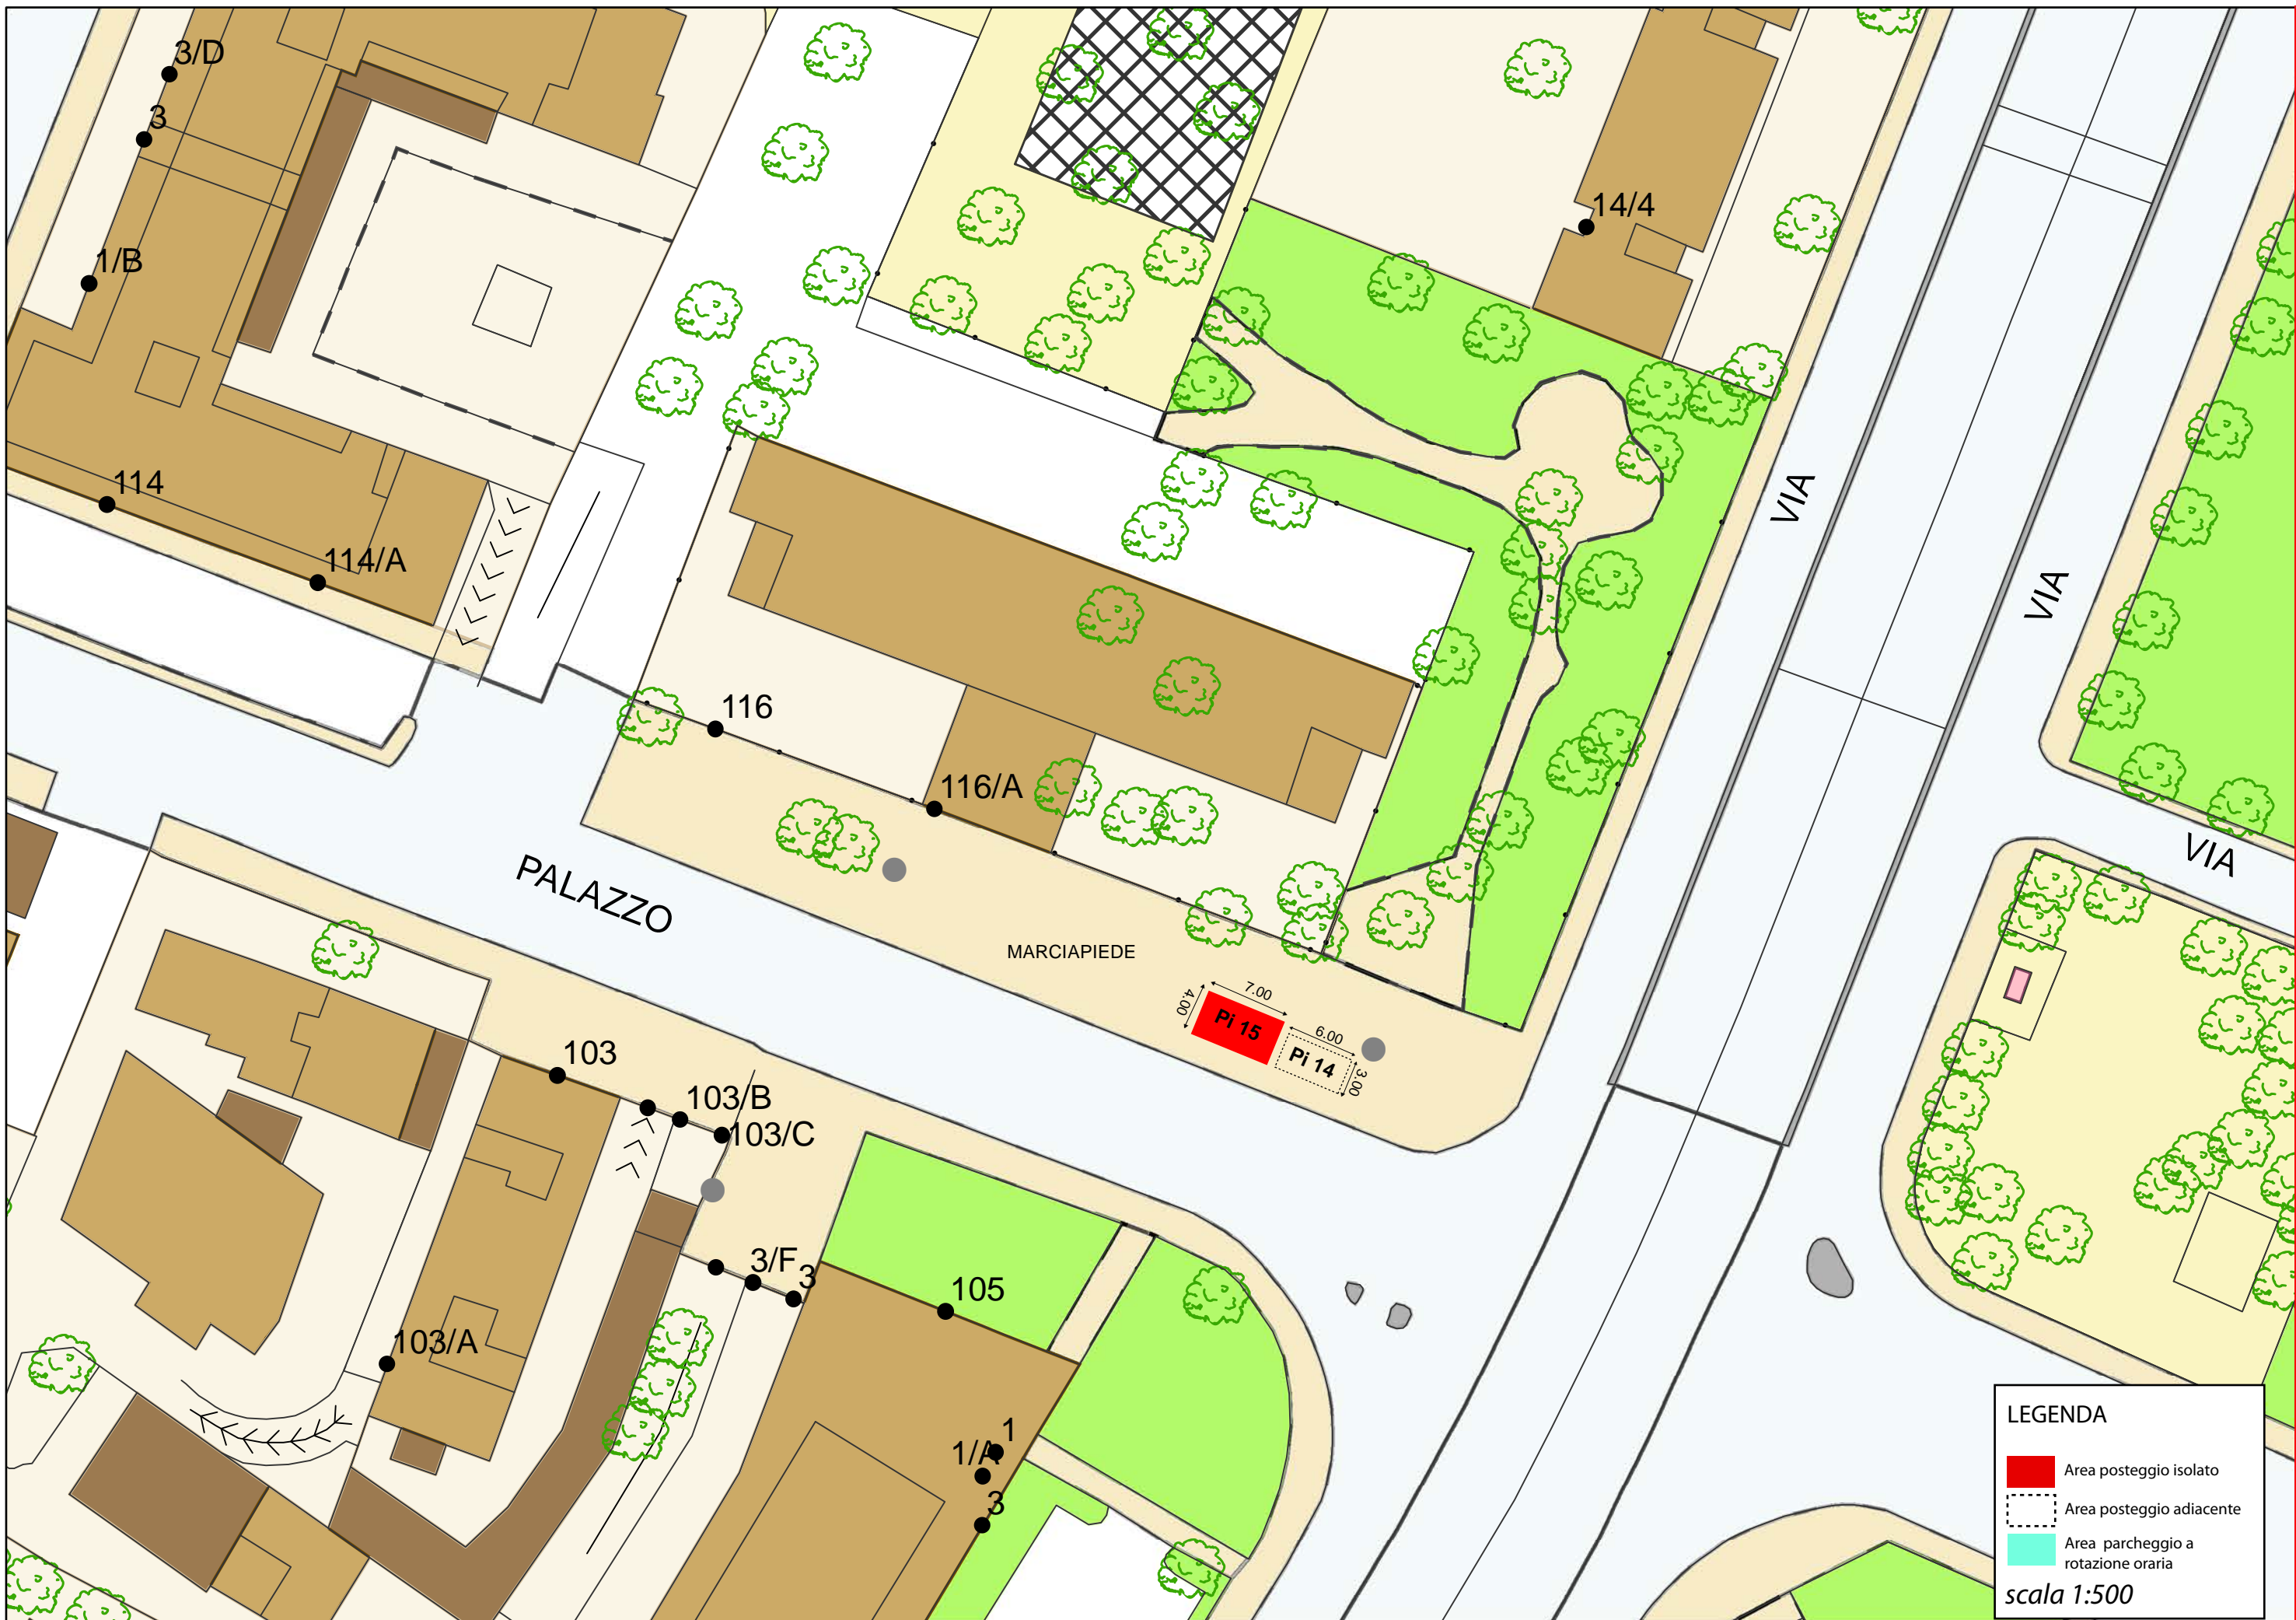 3/D
3
1/B
14/4
114
114/A
VIA
VIA
116
116/A
VIA
PALAZZO
MARCIAPIEDE
7.00
4.00
Pi 15
6.00
Pi 14
3.00
103
103/B
103/C
3/F
3
105
103/A
1
1/A
3
LEGENDA
Area posteggio isolato
Area posteggio adiacente
Area parcheggio a
rotazione oraria
scala 1:500